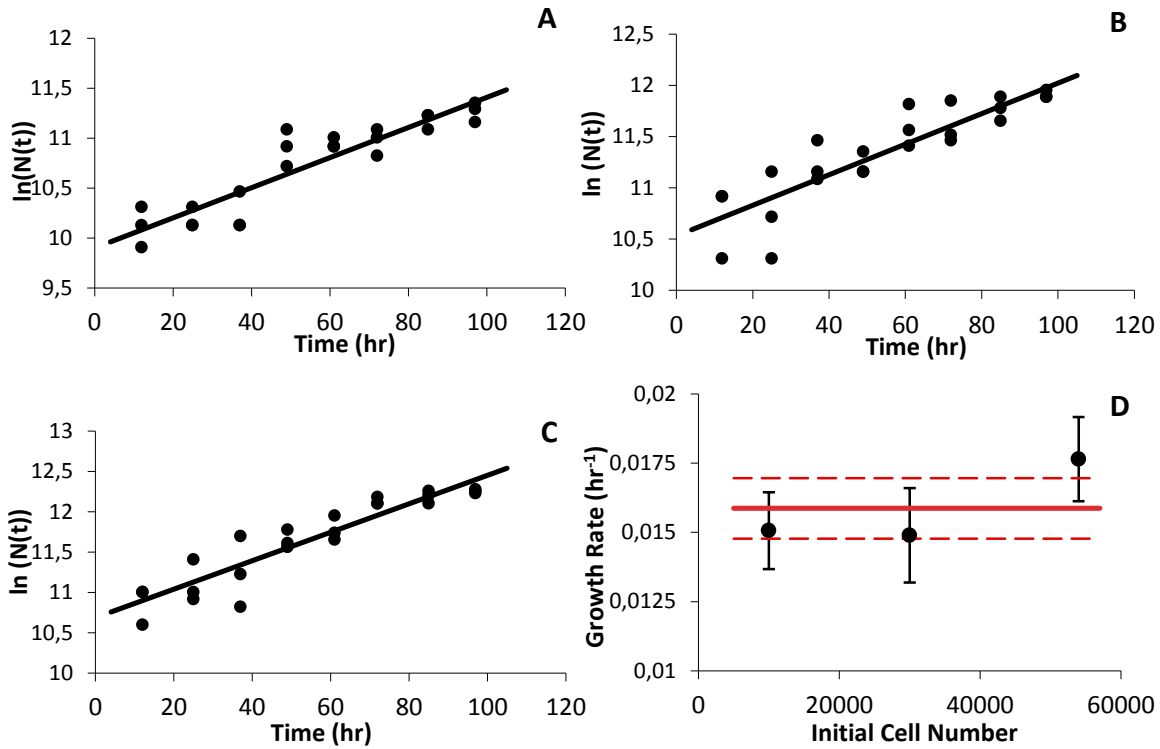 A
ln(N(t))
12
11,5
11
10,5
10
9,5
0 20 40 60 80 100 120
Time (hr)
B
ln (N(t))
12,5
12
11,5
11
10,5
10
0 20 40 60 80 100 120
Time (hr)
C
ln (N(t))
13
12,5
12
11,5
11
10,5
10
0 20 40 60 80 100 120
Time (hr)
D
Growth Rate (hr⁻¹)
0,02
0,0175
0,015
0,0125
0,01
0 20000 40000 60000
Initial Cell Number